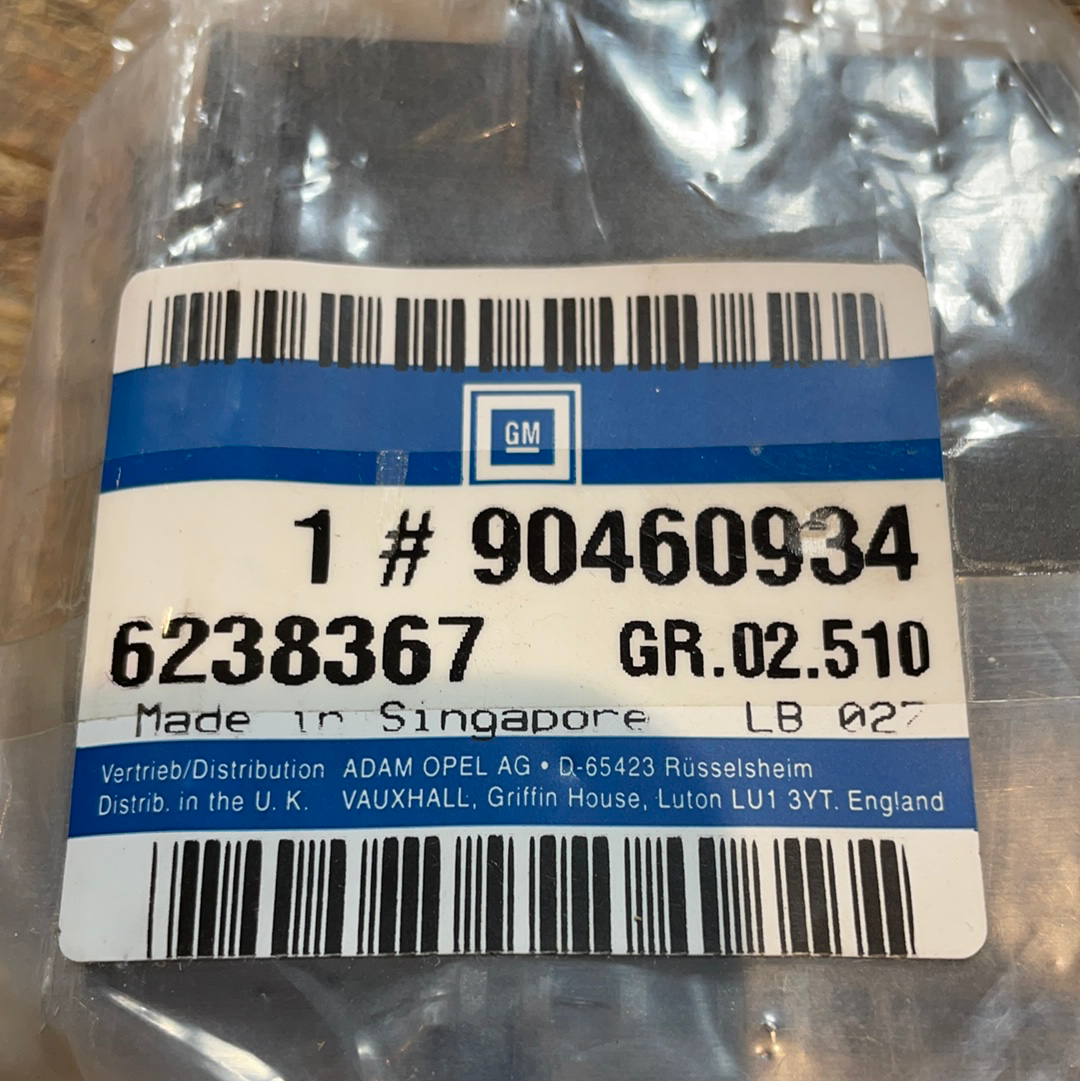 GM
1 # 90460934
6238367 GR.02.510
Made in Singapore LB 027
Vertrieb/Distribution ADAM OPEL AG • D-65423 Rüsselsheim
Distrib. in the U. K. VAUXHALL, Griffin House, Luton LU1 3YT. England